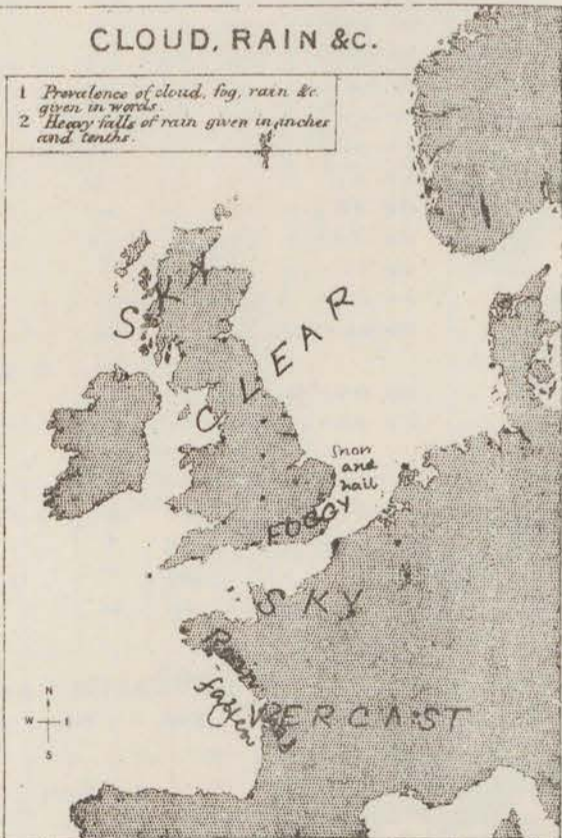 CLOUD, RAIN &C.
1 Prevalence of cloud, fog, rain &c.
given in words.
2 Heavy falls of rain given in inches
and tenths.
SKY
CLEAR
Snow
and
hail
FOGGY
SKY
Rain
has
fallen
OVERCAST
N
W E
S